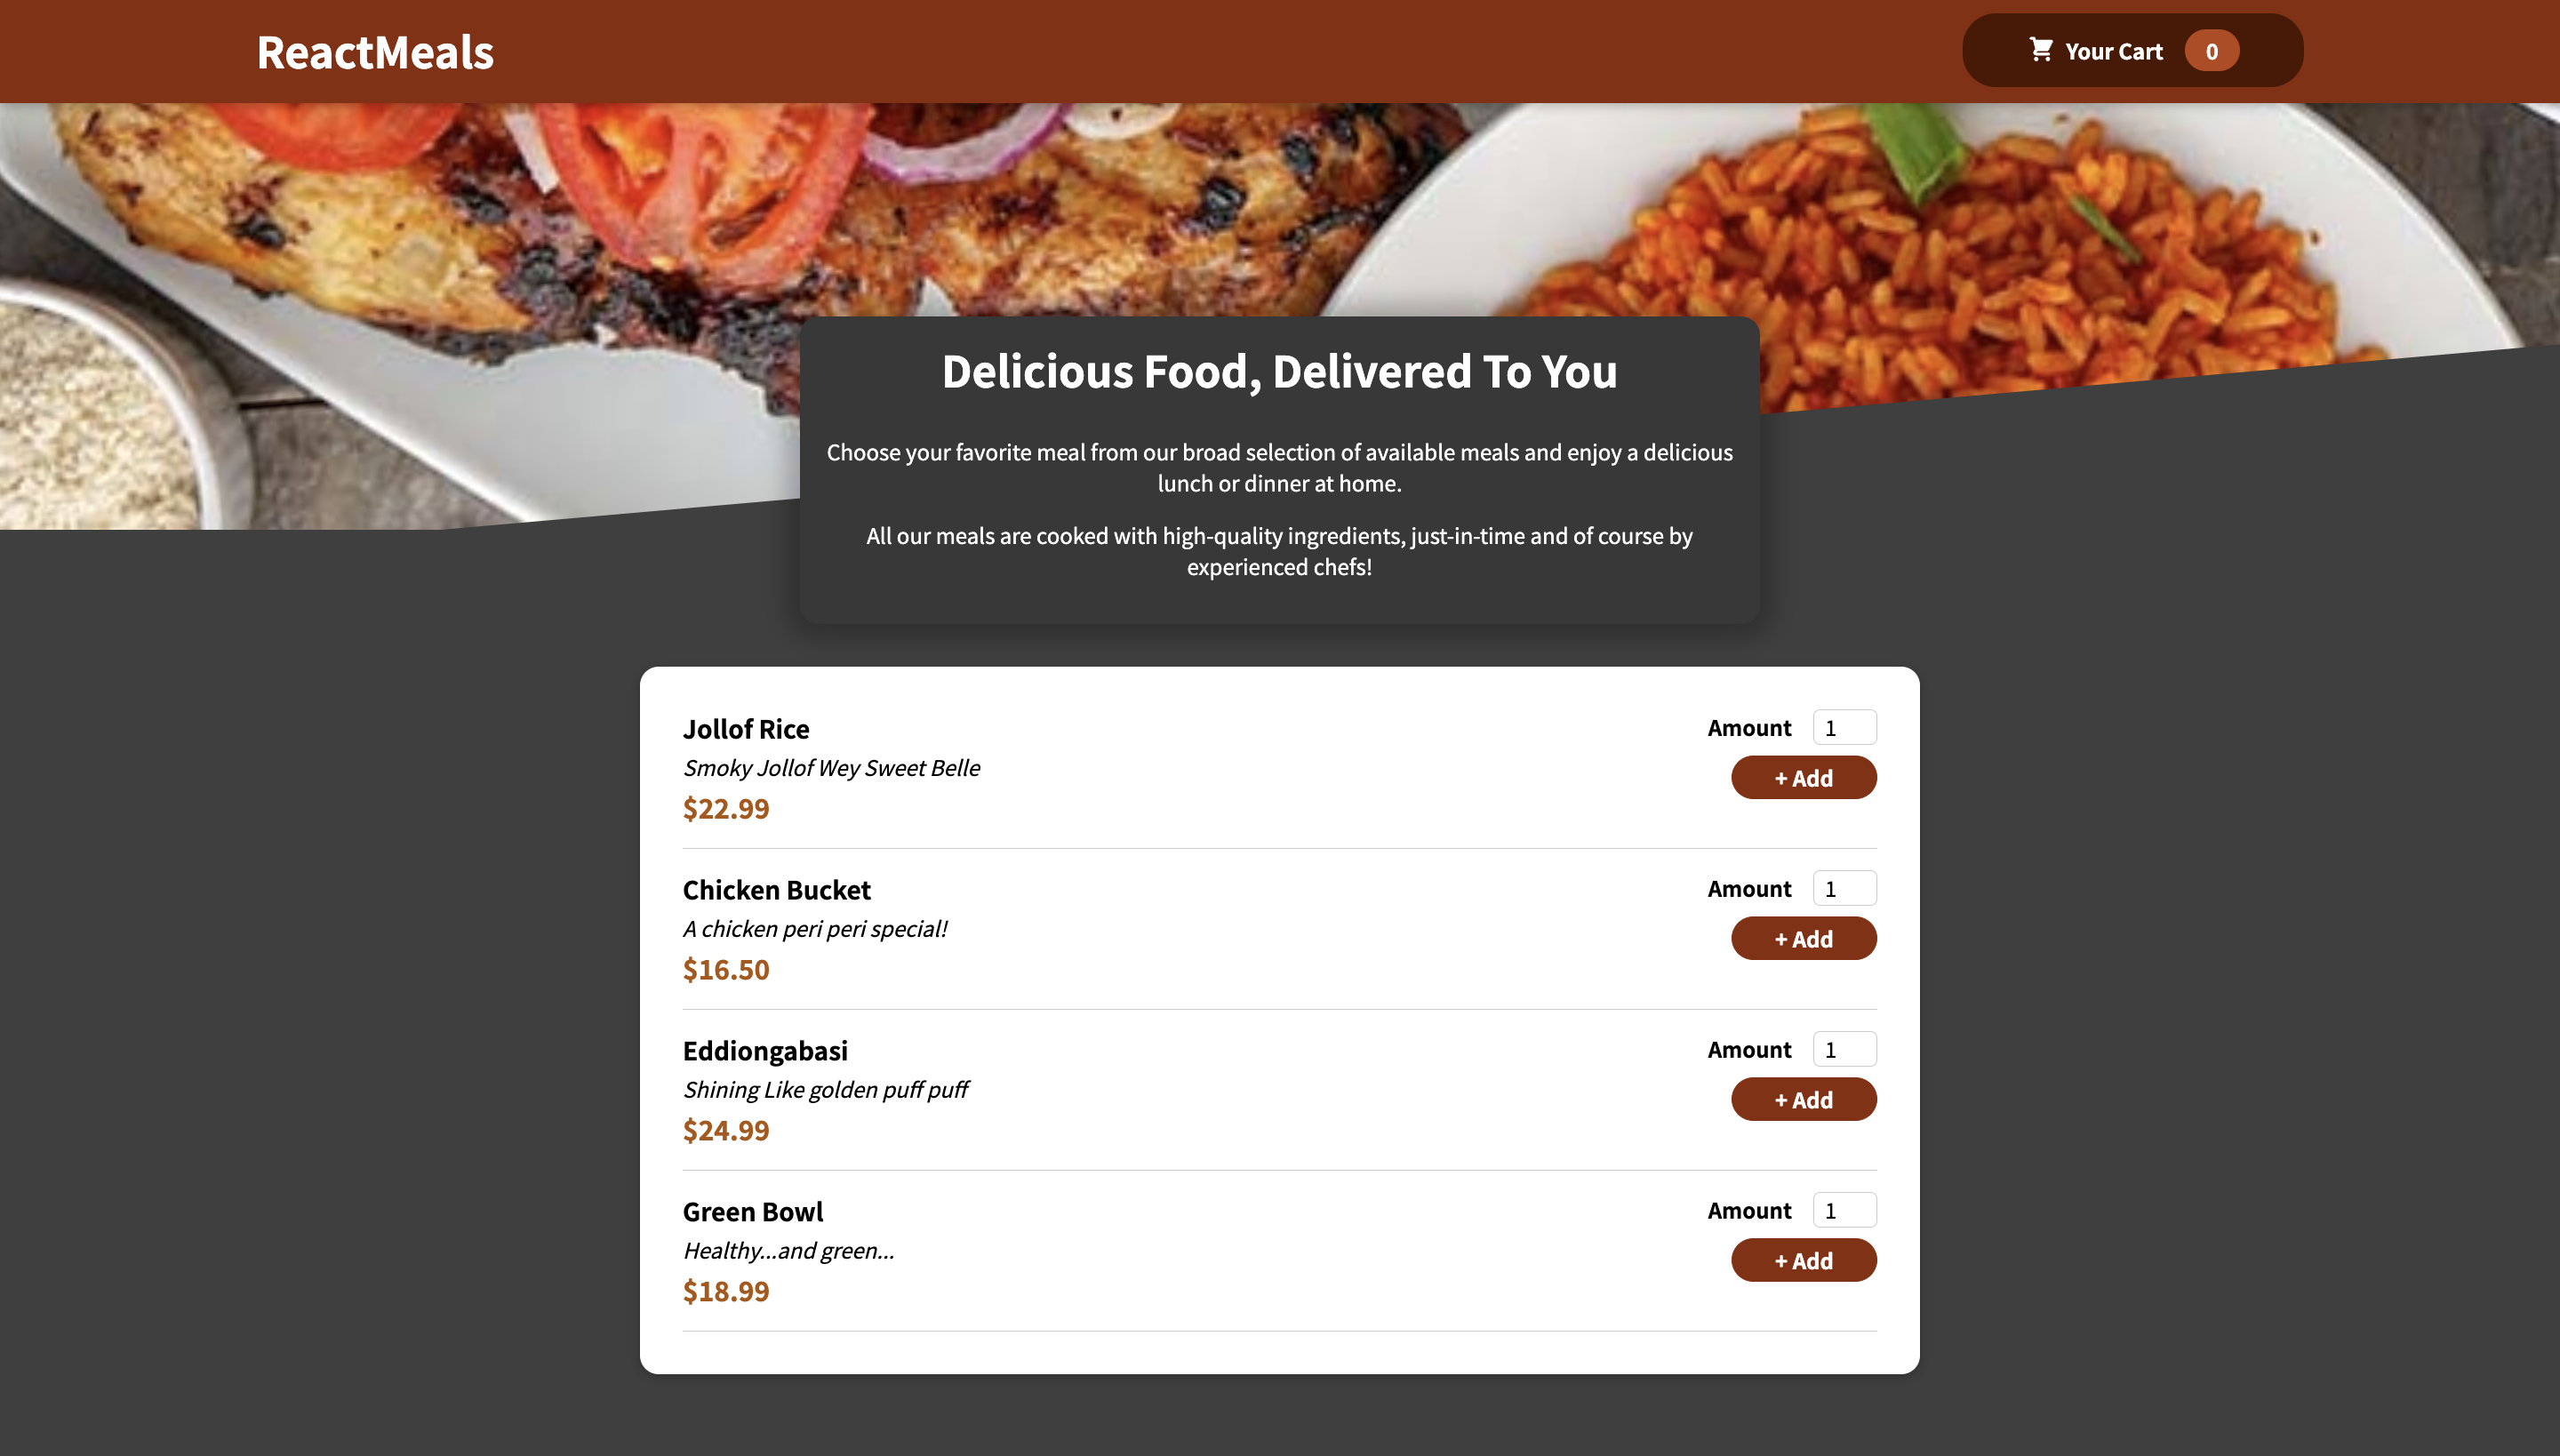 ReactMeals
Your Cart 0
Delicious Food, Delivered To You
Choose your favorite meal from our broad selection of available meals and enjoy a delicious
lunch or dinner at home.
All our meals are cooked with high-quality ingredients, just-in-time and of course by
experienced chefs!
Jollof Rice
Smoky Jollof Wey Sweet Belle
$22.99
Amount 1
+ Add
Chicken Bucket
A chicken peri peri special!
$16.50
Amount 1
+ Add
Eddiongabasi
Shining Like golden puff puff
$24.99
Amount 1
+ Add
Green Bowl
Healthy...and green...
$18.99
Amount 1
+ Add